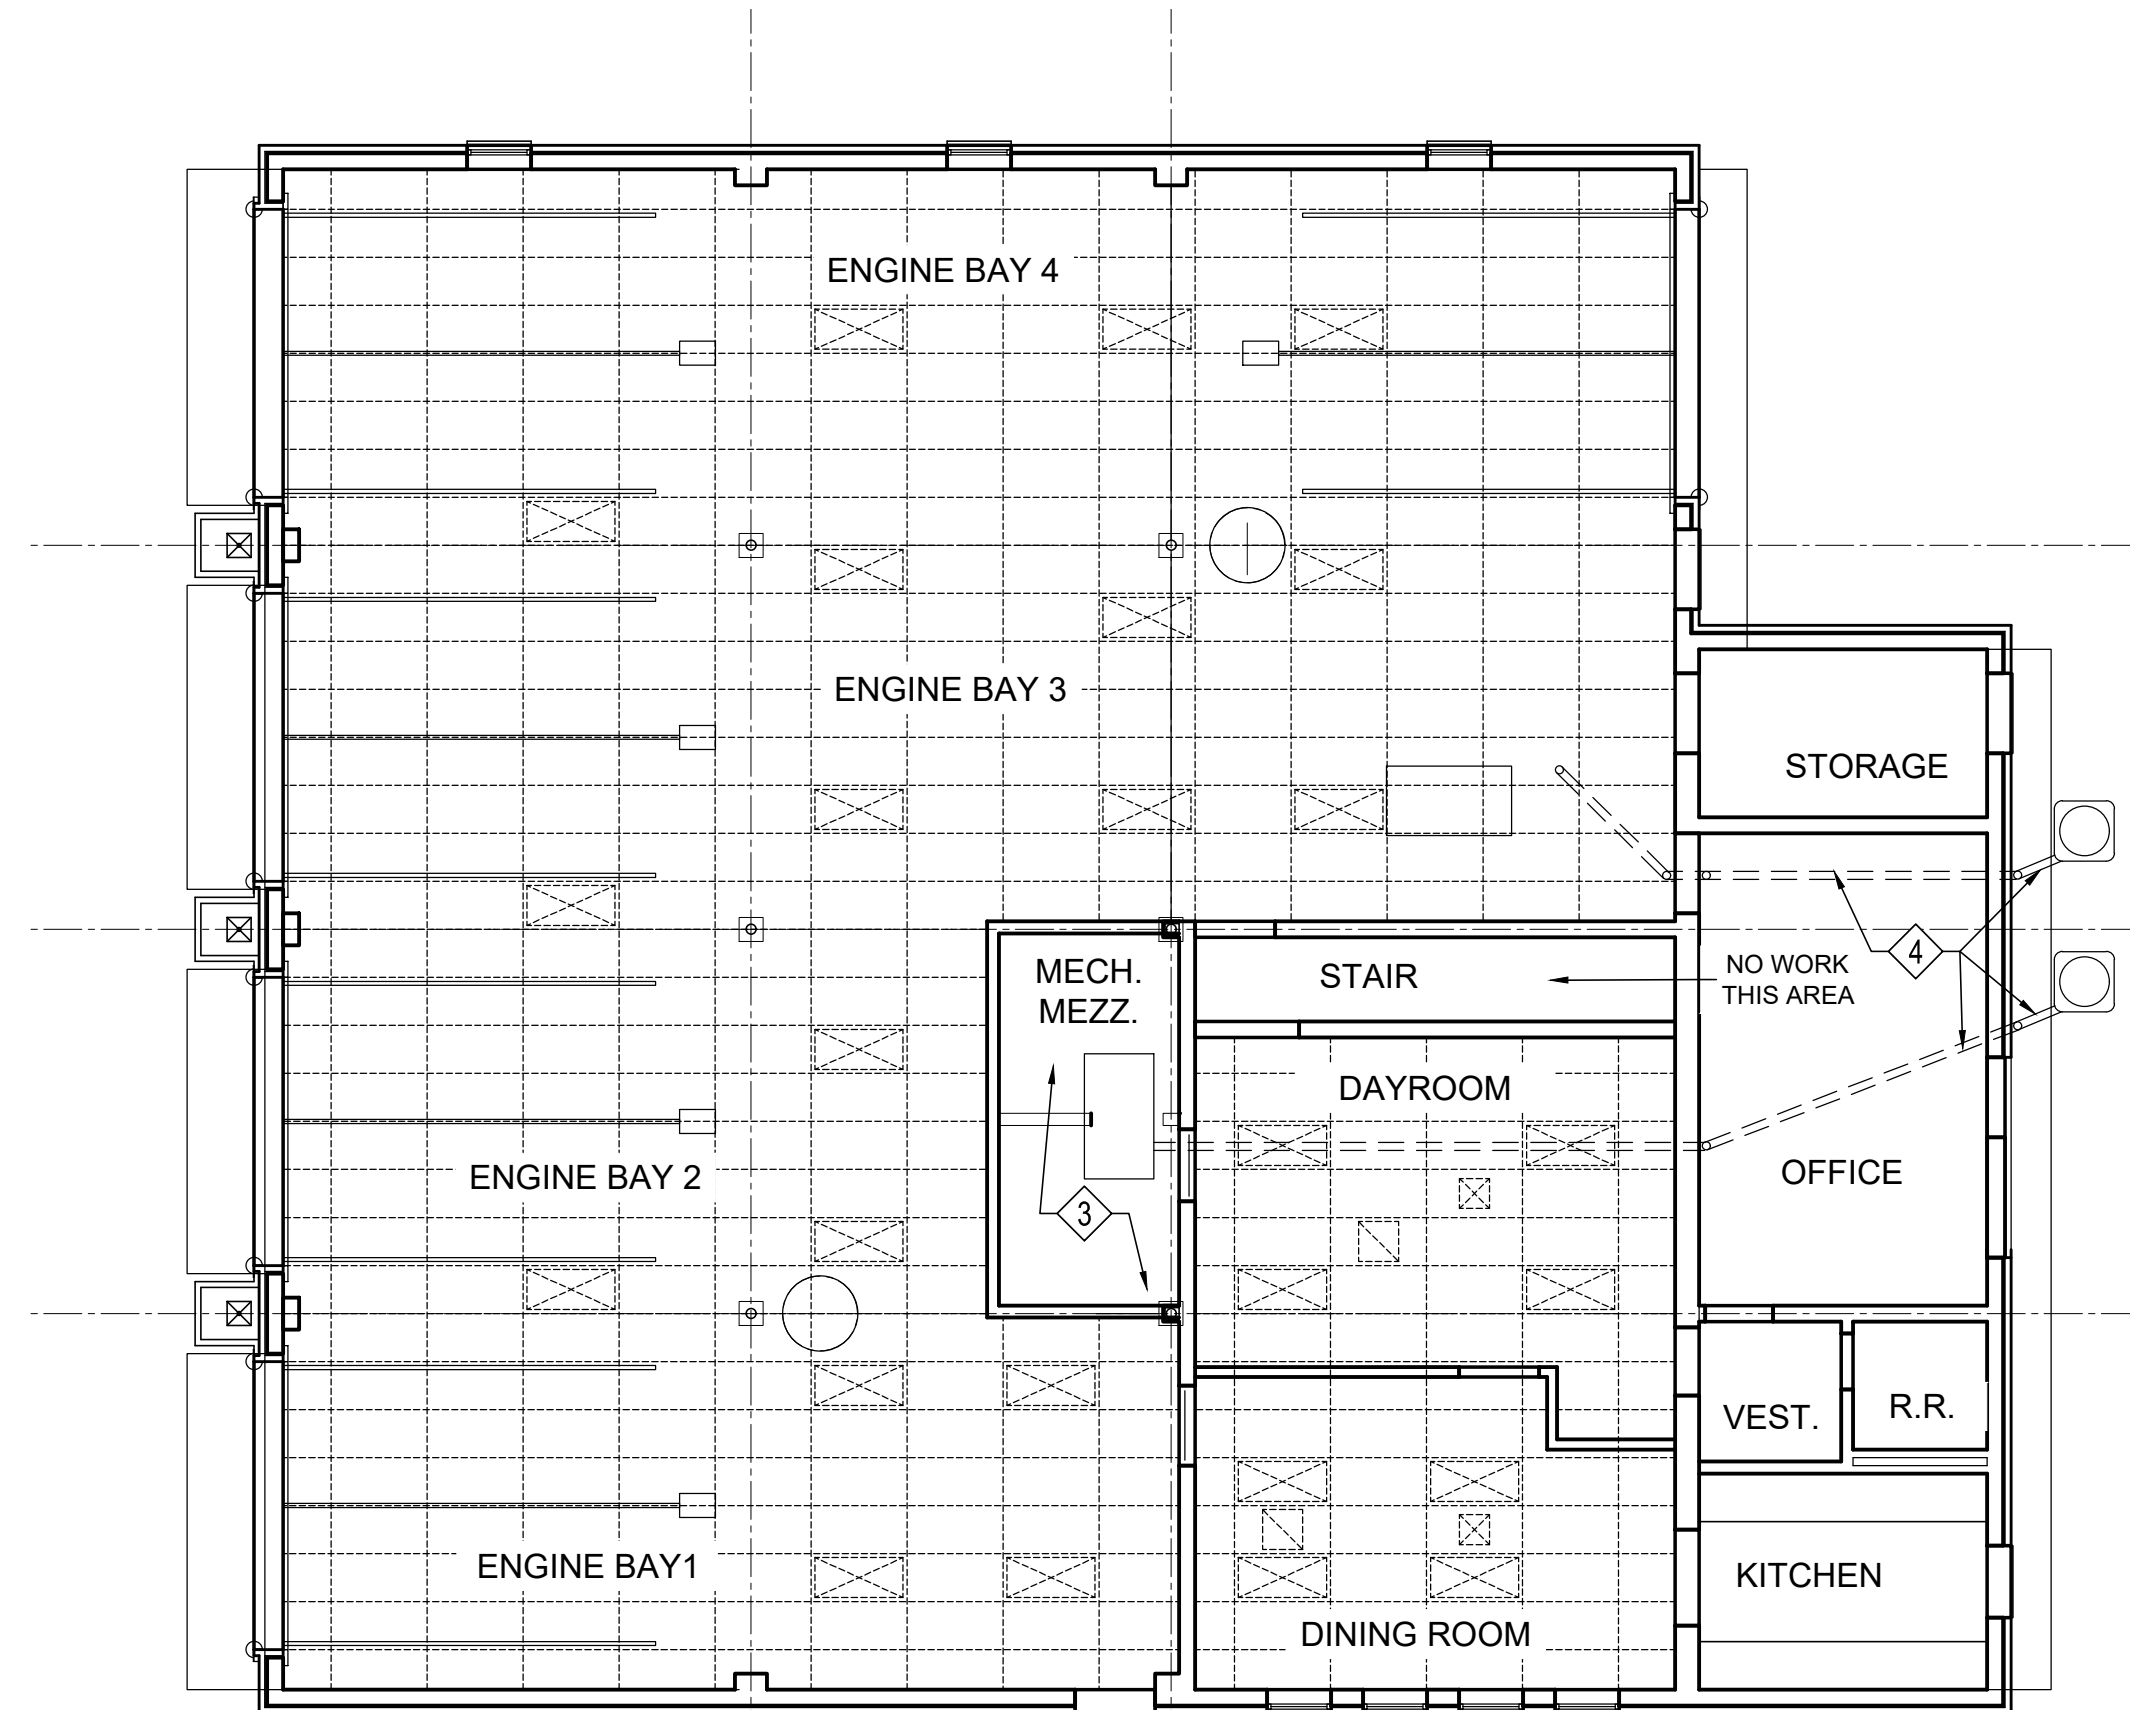 ENGINE BAY 4
ENGINE BAY 3
STORAGE
MECH.
MEZZ.
STAIR
NO WORK
THIS AREA
4
DAYROOM
ENGINE BAY 2
OFFICE
3
VEST.
R.R.
ENGINE BAY1
KITCHEN
DINING ROOM